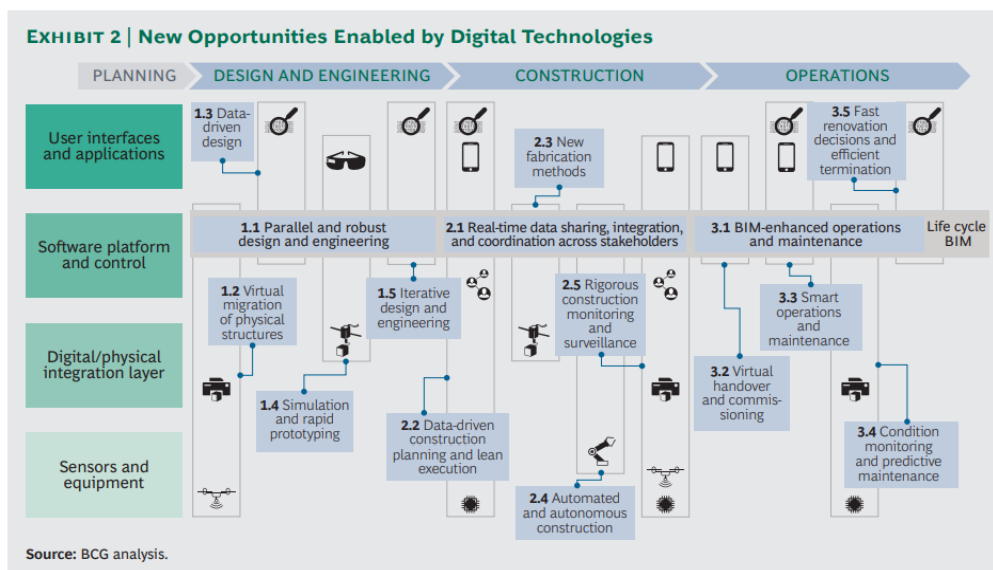 EXHIBIT 2 | New Opportunities Enabled by Digital Technologies
PLANNING
DESIGN AND ENGINEERING
CONSTRUCTION
OPERATIONS
User interfaces
and applications
1.3 Data-
driven
design
2.3 New
fabrication
methods
3.5 Fast
renovation
decisions and
efficient
termination
Software platform
and control
1.1 Parallel and robust
design and engineering
2.1 Real-time data sharing, integration,
and coordination across stakeholders
3.1 BIM-enhanced operations
and maintenance
Life cycle
BIM
1.2 Virtual
migration
of physical
structures
1.5 Iterative
design and
engineering
2.5 Rigorous
construction
monitoring
and
surveillance
3.3 Smart
operations
and
maintenance
Digital/physical
integration layer
1.4 Simulation
and rapid
prototyping
3.2 Virtual
handover
and commis-
sioning
2.2 Data-driven
construction
planning and lean
execution
3.4 Condition
monitoring
and predictive
maintenance
Sensors and
equipment
2.4 Automated
and autonomous
construction
Source: BCG analysis.